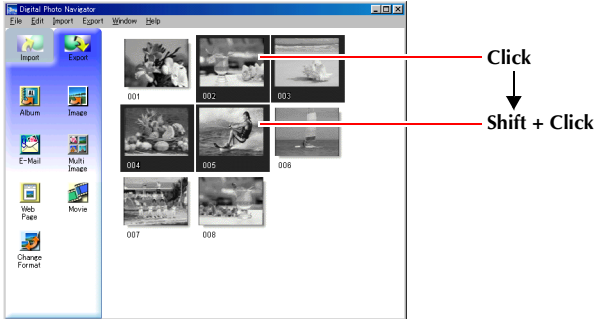 Digital Photo Navigator
File Edit Import Export Window Help
Import Export
Album Image
E-Mail Multi Image
Web Page Movie
Change Format
001 002 003
004 005 006
007 008
Click
Shift + Click